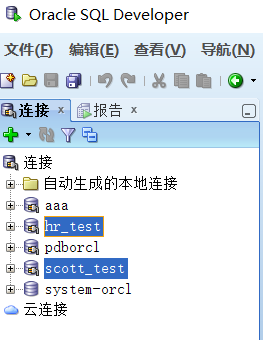 Oracle SQL Developer
文件(F) 编辑(E) 查看(V) 导航(N)
连接 x 报告 x
连接
自动生成的本地连接
aaa
hr_test
pdborcl
scott_test
system-orcl
云连接